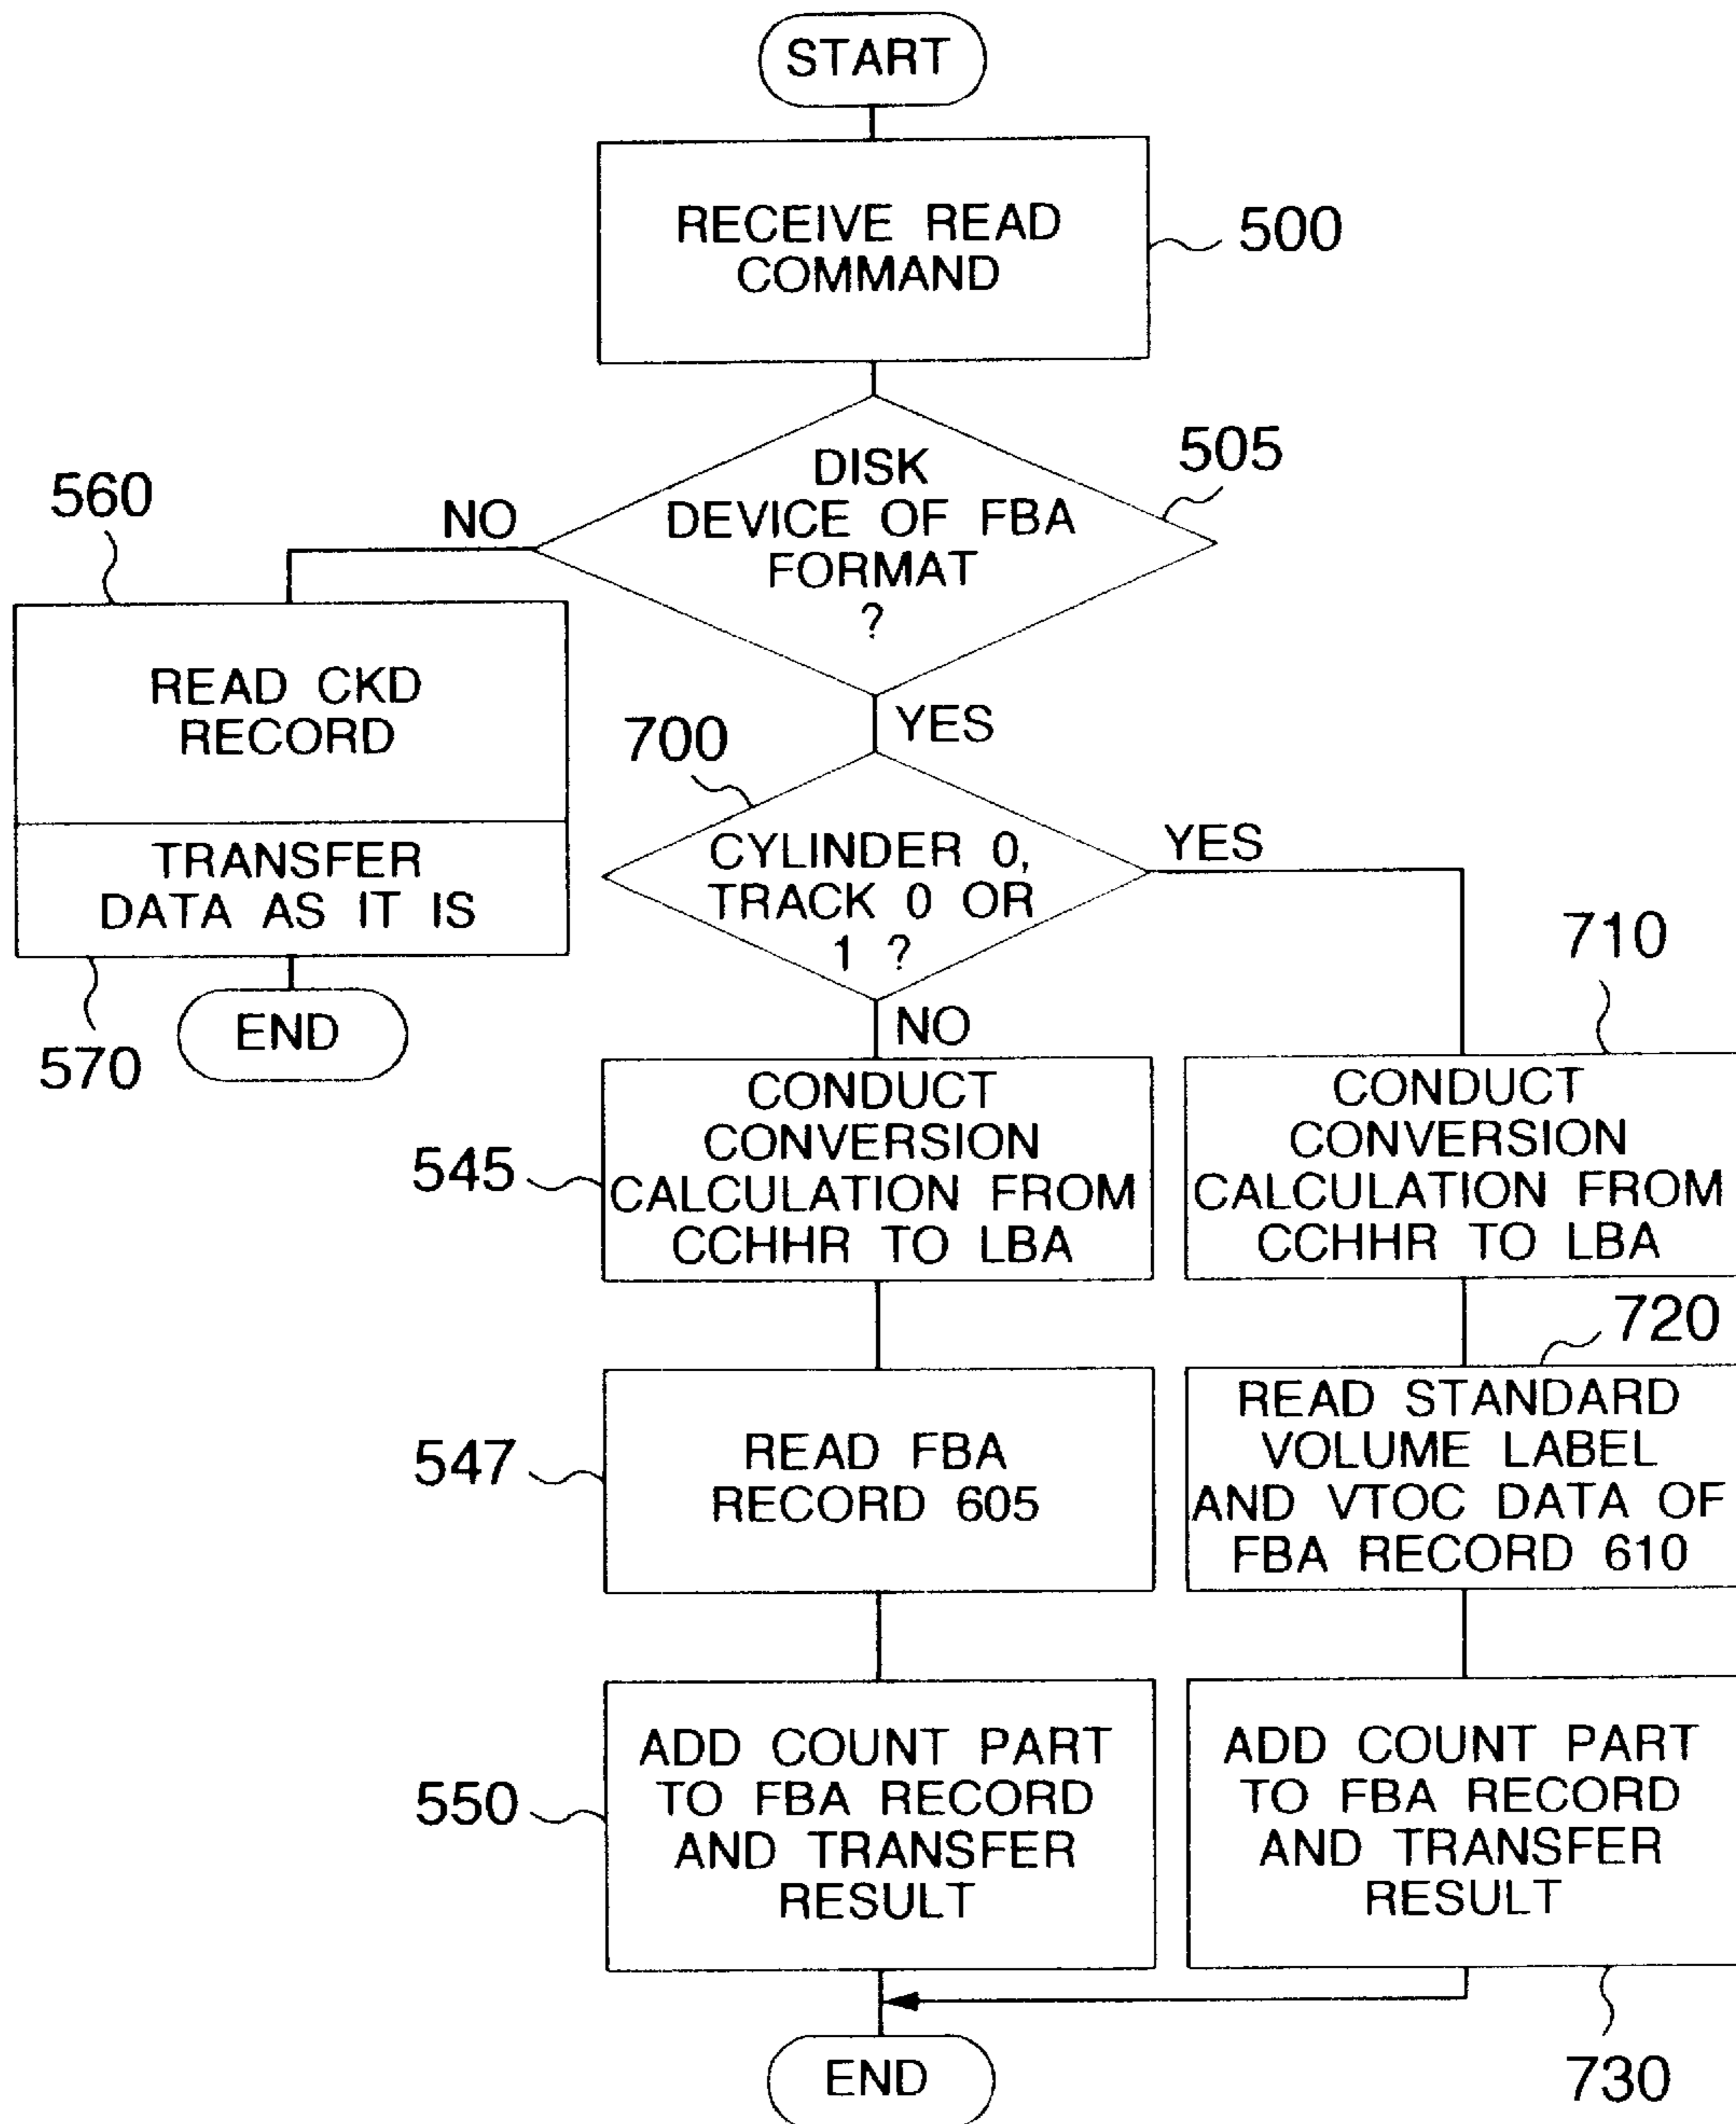 START
RECEIVE READ
COMMAND
500
DISK
DEVICE OF FBA
FORMAT
?
505
NO
560
READ CKD
RECORD
TRANSFER
DATA AS IT IS
570
END
YES
700
CYLINDER 0,
TRACK 0 OR
1 ?
YES
NO
710
545
CONDUCT
CONVERSION
CALCULATION FROM
CCHHR TO LBA
CONDUCT
CONVERSION
CALCULATION FROM
CCHHR TO LBA
720
547
READ FBA
RECORD 605
READ STANDARD
VOLUME LABEL
AND VTOC DATA OF
FBA RECORD 610
550
ADD COUNT PART
TO FBA RECORD
AND TRANSFER
RESULT
ADD COUNT PART
TO FBA RECORD
AND TRANSFER
RESULT
730
END